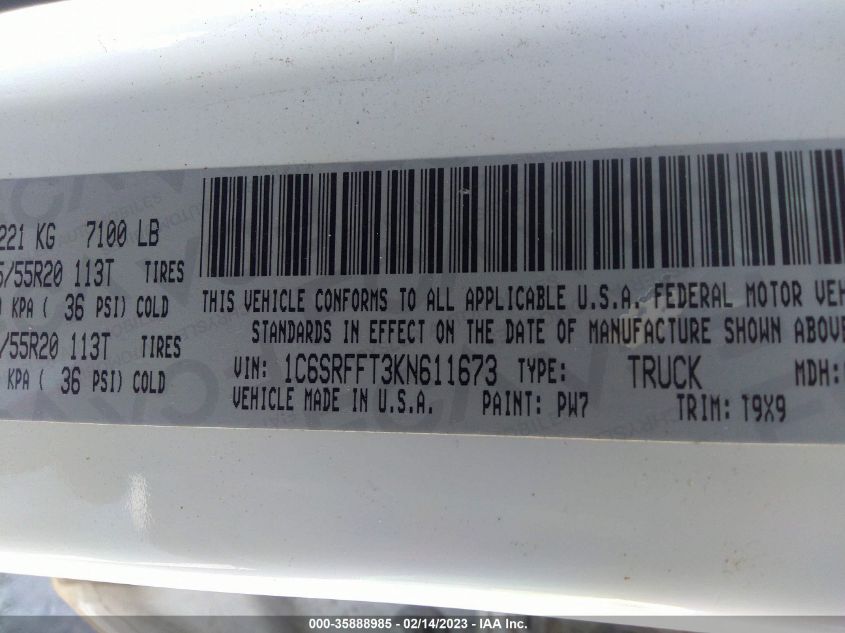 221 KG 7100 LB
/55R20 113T TIRES
KPA ( 36 PSI) COLD
/55R20 113T TIRES
KPA ( 36 PSI) COLD
THIS VEHICLE CONFORMS TO ALL APPLICABLE U.S.A. FEDERAL MOTOR VEH
STANDARDS IN EFFECT ON THE DATE OF MANUFACTURE SHOWN ABOVE
VIN: 1C6SRFFT3KN611673 TYPE: TRUCK MDH:
VEHICLE MADE IN U.S.A. PAINT: PW7 TRIM: T9X9
000-35888985 - 02/14/2023 - IAA Inc.